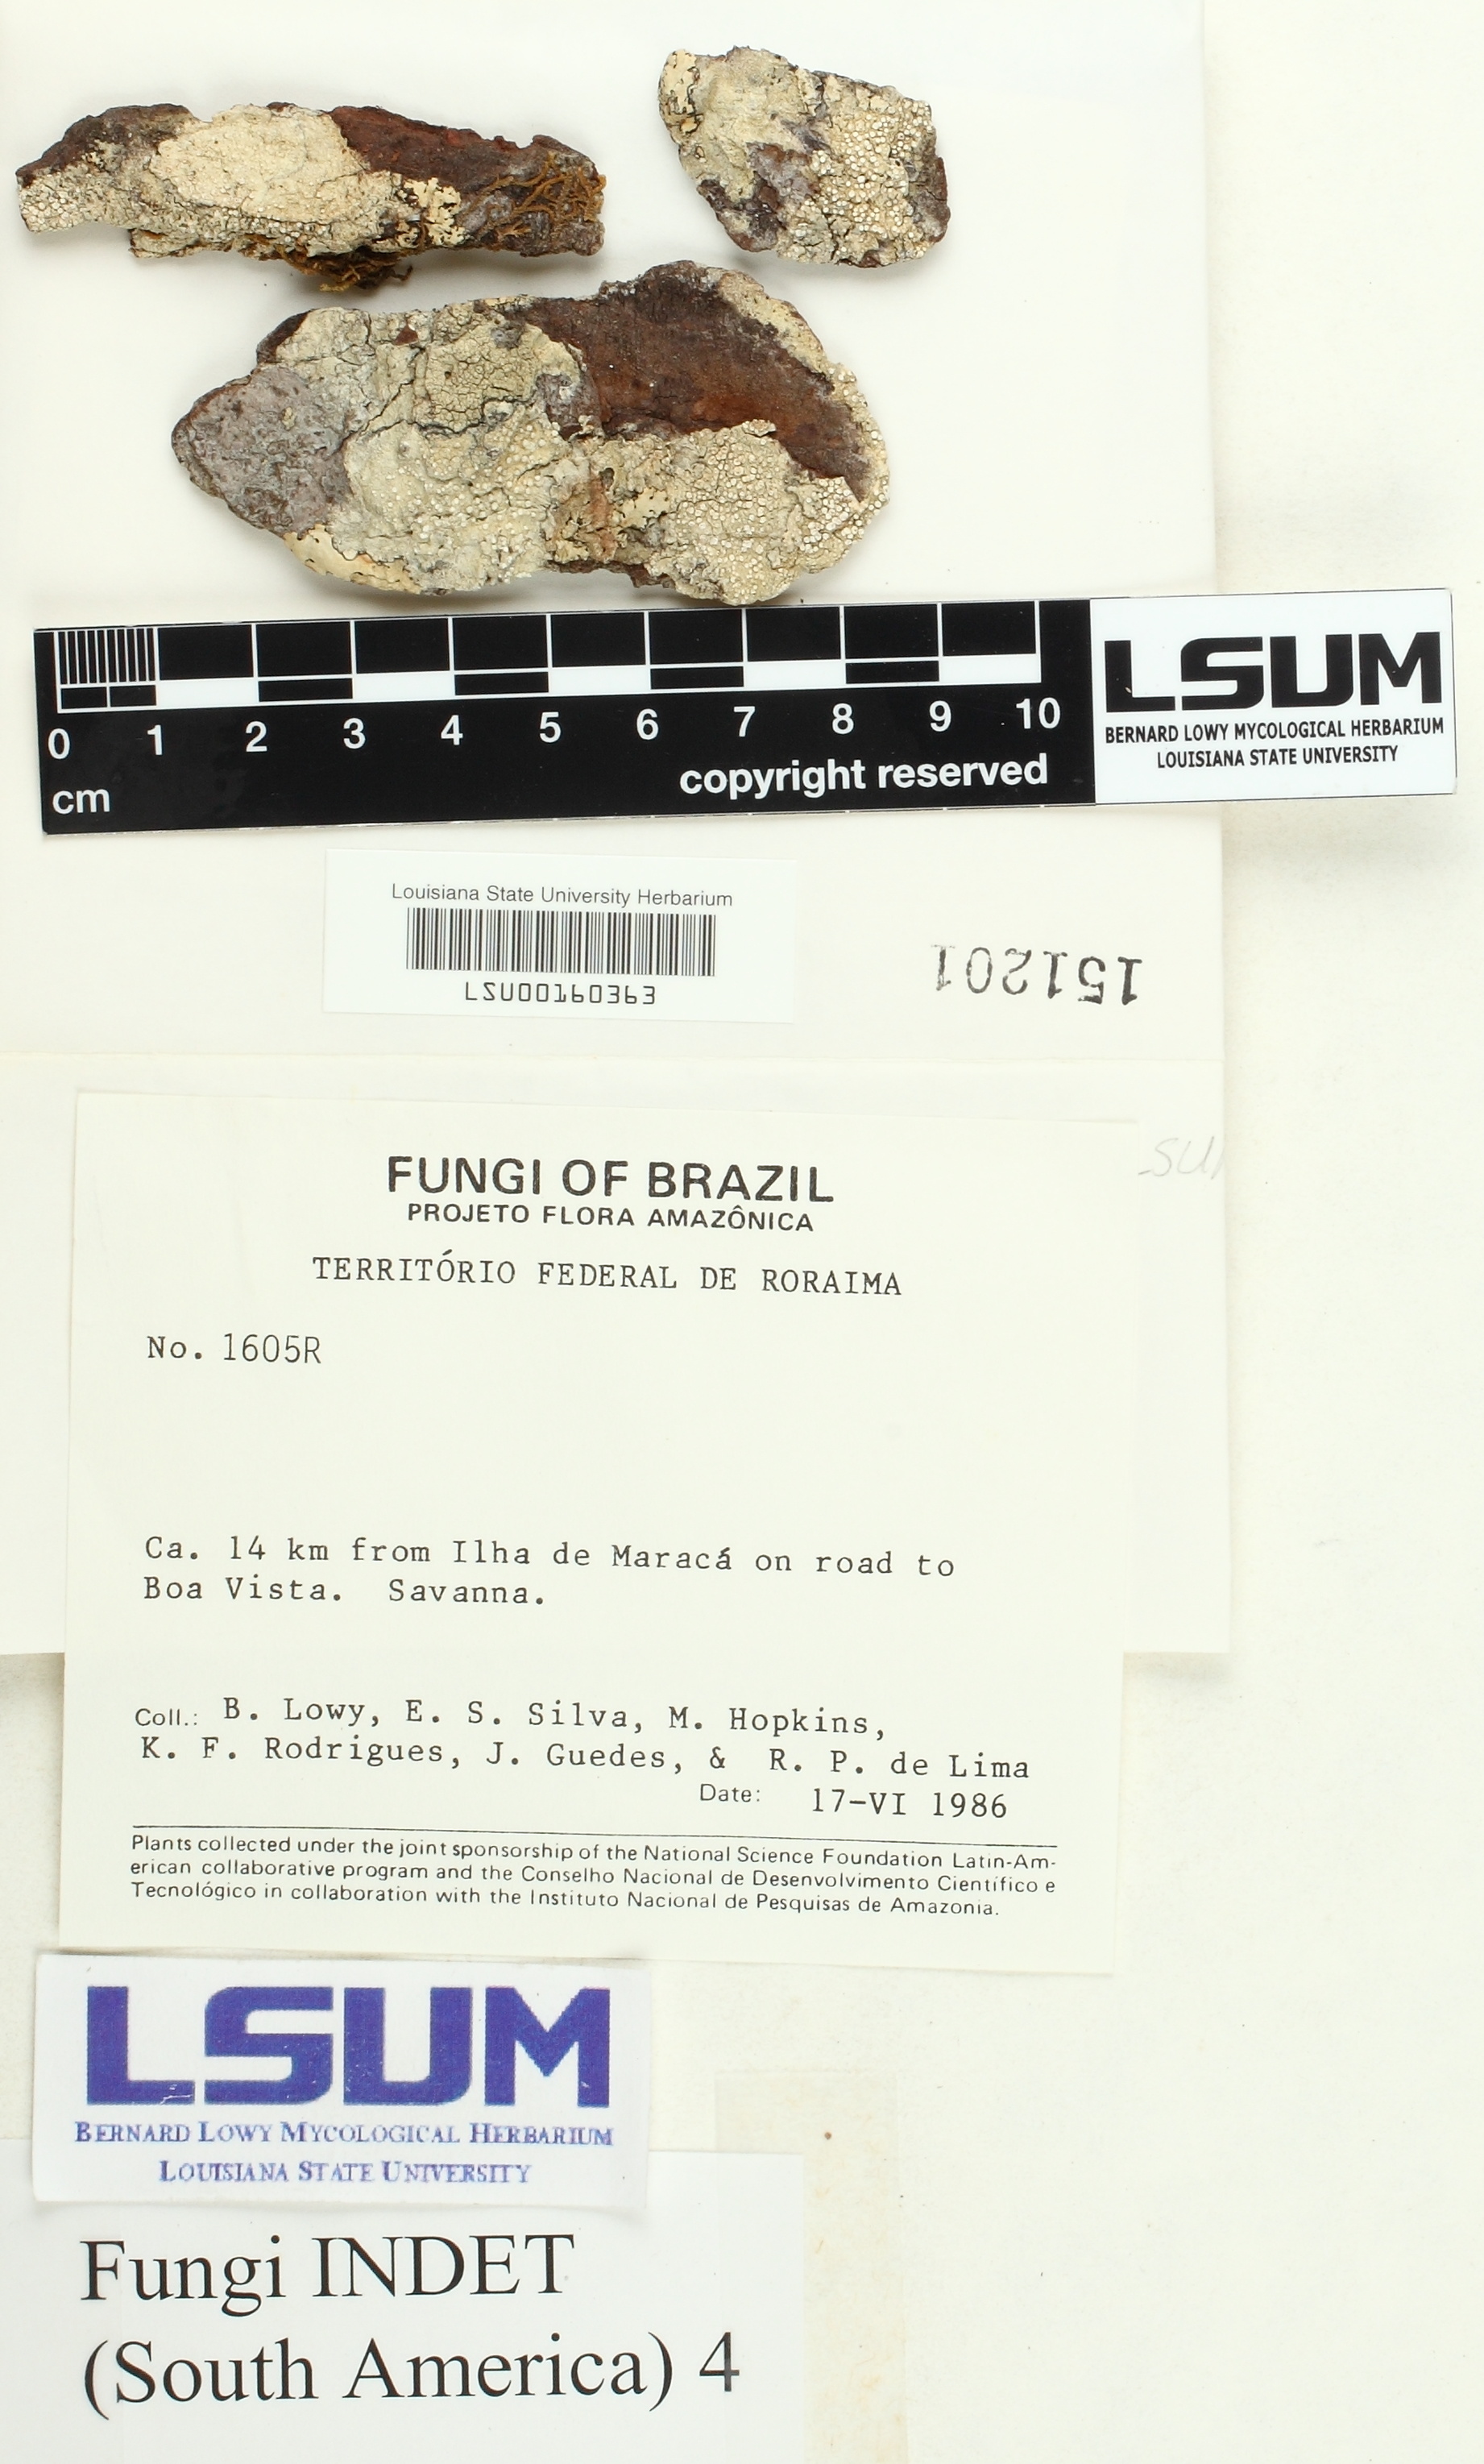 0 1 2 3 4 5 6 7 8 9 10
cm
copyright reserved
LSUM
BERNARD LOWY MYCOLOGICAL HERBARIUM
LOUISIANA STATE UNIVERSITY
Louisiana State University Herbarium
LSU00160363
151201
FUNGI OF BRAZIL
PROJETO FLORA AMAZÔNICA
TERRITÓRIO FEDERAL DE RORAIMA
No. 1605R
Ca. 14 km from Ilha de Maracá on road to
Boa Vista. Savanna.
Coll.: B. Lowy, E. S. Silva, M. Hopkins,
K. F. Rodrigues, J. Guedes, & R. P. de Lima
Date: 17-VI 1986
Plants collected under the joint sponsorship of the National Science Foundation Latin-Am-
erican collaborative program and the Conselho Nacional de Desenvolvimento Científico e
Tecnológico in collaboration with the Instituto Nacional de Pesquisas de Amazonia.
LSUM
BERNARD LOWY MYCOLOGICAL HERBARIUM
LOUISIANA STATE UNIVERSITY
Fungi INDET
(South America) 4